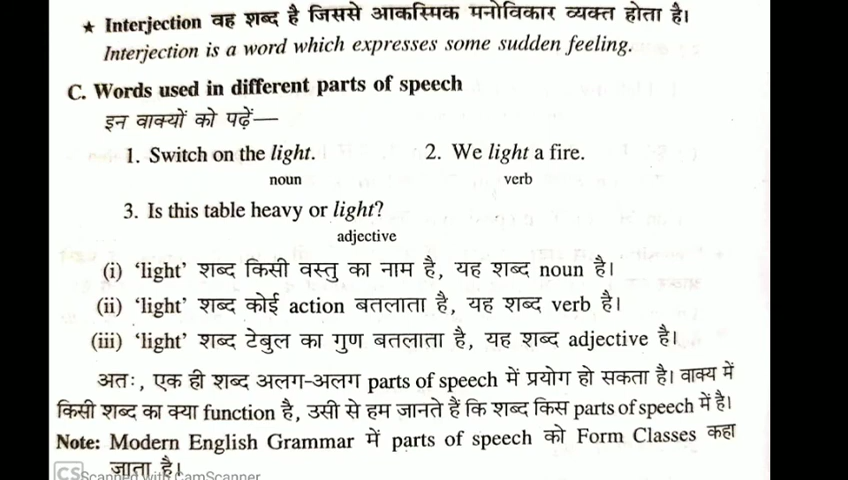 ★ Interjection वह शब्द है जिससे आकस्मिक मनोविकार व्यक्त होता है।
Interjection is a word which expresses some sudden feeling.
C. Words used in different parts of speech
इन वाक्यों को पढ़ें—
1. Switch on the light. 2. We light a fire.
noun verb
3. Is this table heavy or light?
adjective
(i) ‘light’ शब्द किसी वस्तु का नाम है, यह शब्द noun है।
(ii) ‘light’ शब्द कोई action बतलाता है, यह शब्द verb है।
(iii) ‘light’ शब्द टेबुल का गुण बतलाता है, यह शब्द adjective है।
अतः, एक ही शब्द अलग-अलग parts of speech में प्रयोग हो सकता है। वाक्य में
किसी शब्द का क्या function है, उसी से हम जानते हैं कि शब्द किस parts of speech में है।
Note: Modern English Grammar में parts of speech को Form Classes कहा
जाता है।
CS Scanned with CamScanner